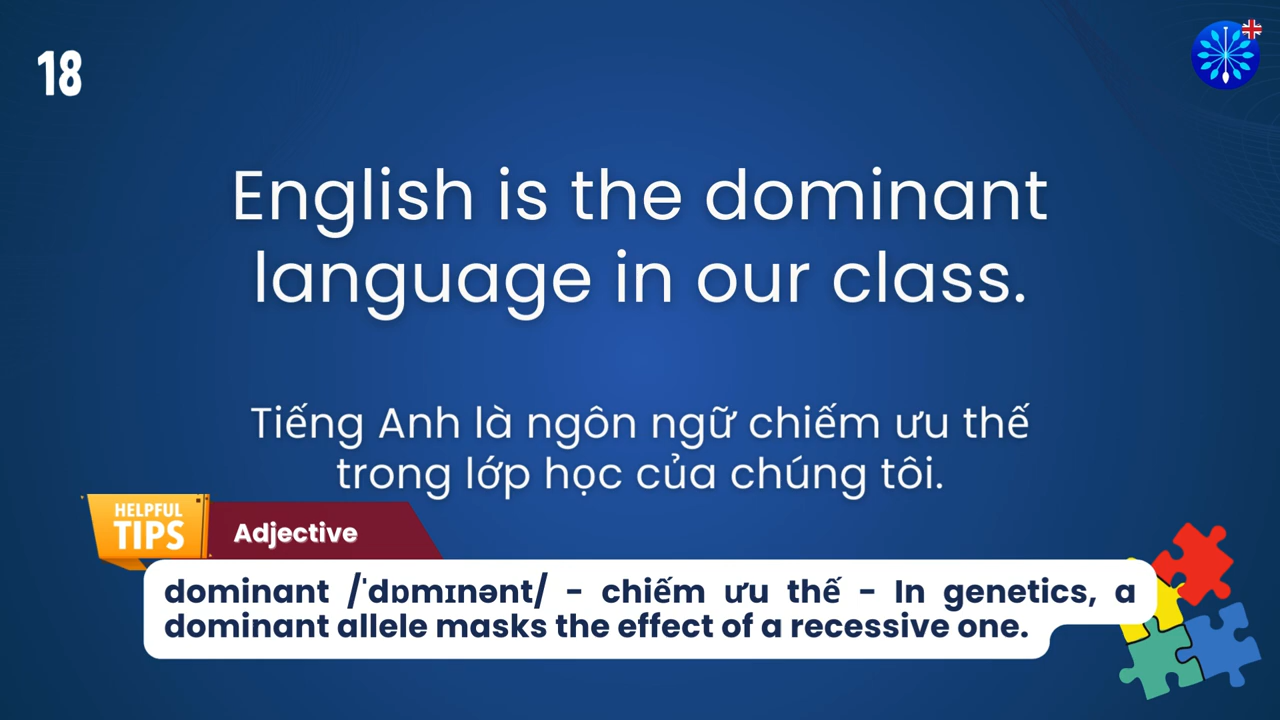 18
English is the dominant
language in our class.
Tiếng Anh là ngôn ngữ chiếm ưu thế
trong lớp học của chúng tôi.
HELPFUL
TIPS
Adjective
dominant /ˈdɒmɪnənt/ - chiếm ưu thế - In genetics, a
dominant allele masks the effect of a recessive one.